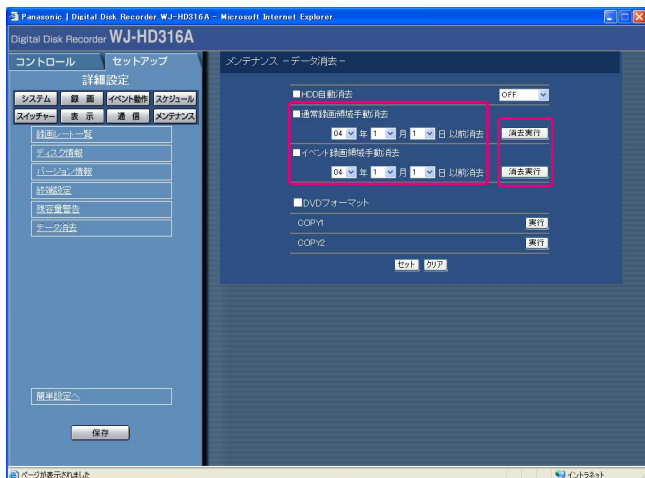 Panasonic | Digital Disk Recorder WJ-HD316A - Microsoft Internet Explorer
Digital Disk Recorder WJ-HD316A
コントロール セットアップ
詳細設定
システム 録 画 イベント動作 スケジュール
スイッチャー 表 示 通 信 メンテナンス
録画レート一覧
ディスク情報
バージョン情報
終端設定
残容量警告
データ消去
簡単設定へ
保存
メンテナンス －データ消去－
■HDD自動消去 OFF
■通常録画領域手動消去
04 年 1 月 1 日 以前消去 消去実行
■イベント録画領域手動消去
04 年 1 月 1 日 以前消去 消去実行
■DVDフォーマット
COPY1 実行
COPY2 実行
セット クリア
ページが表示されました イントラネット